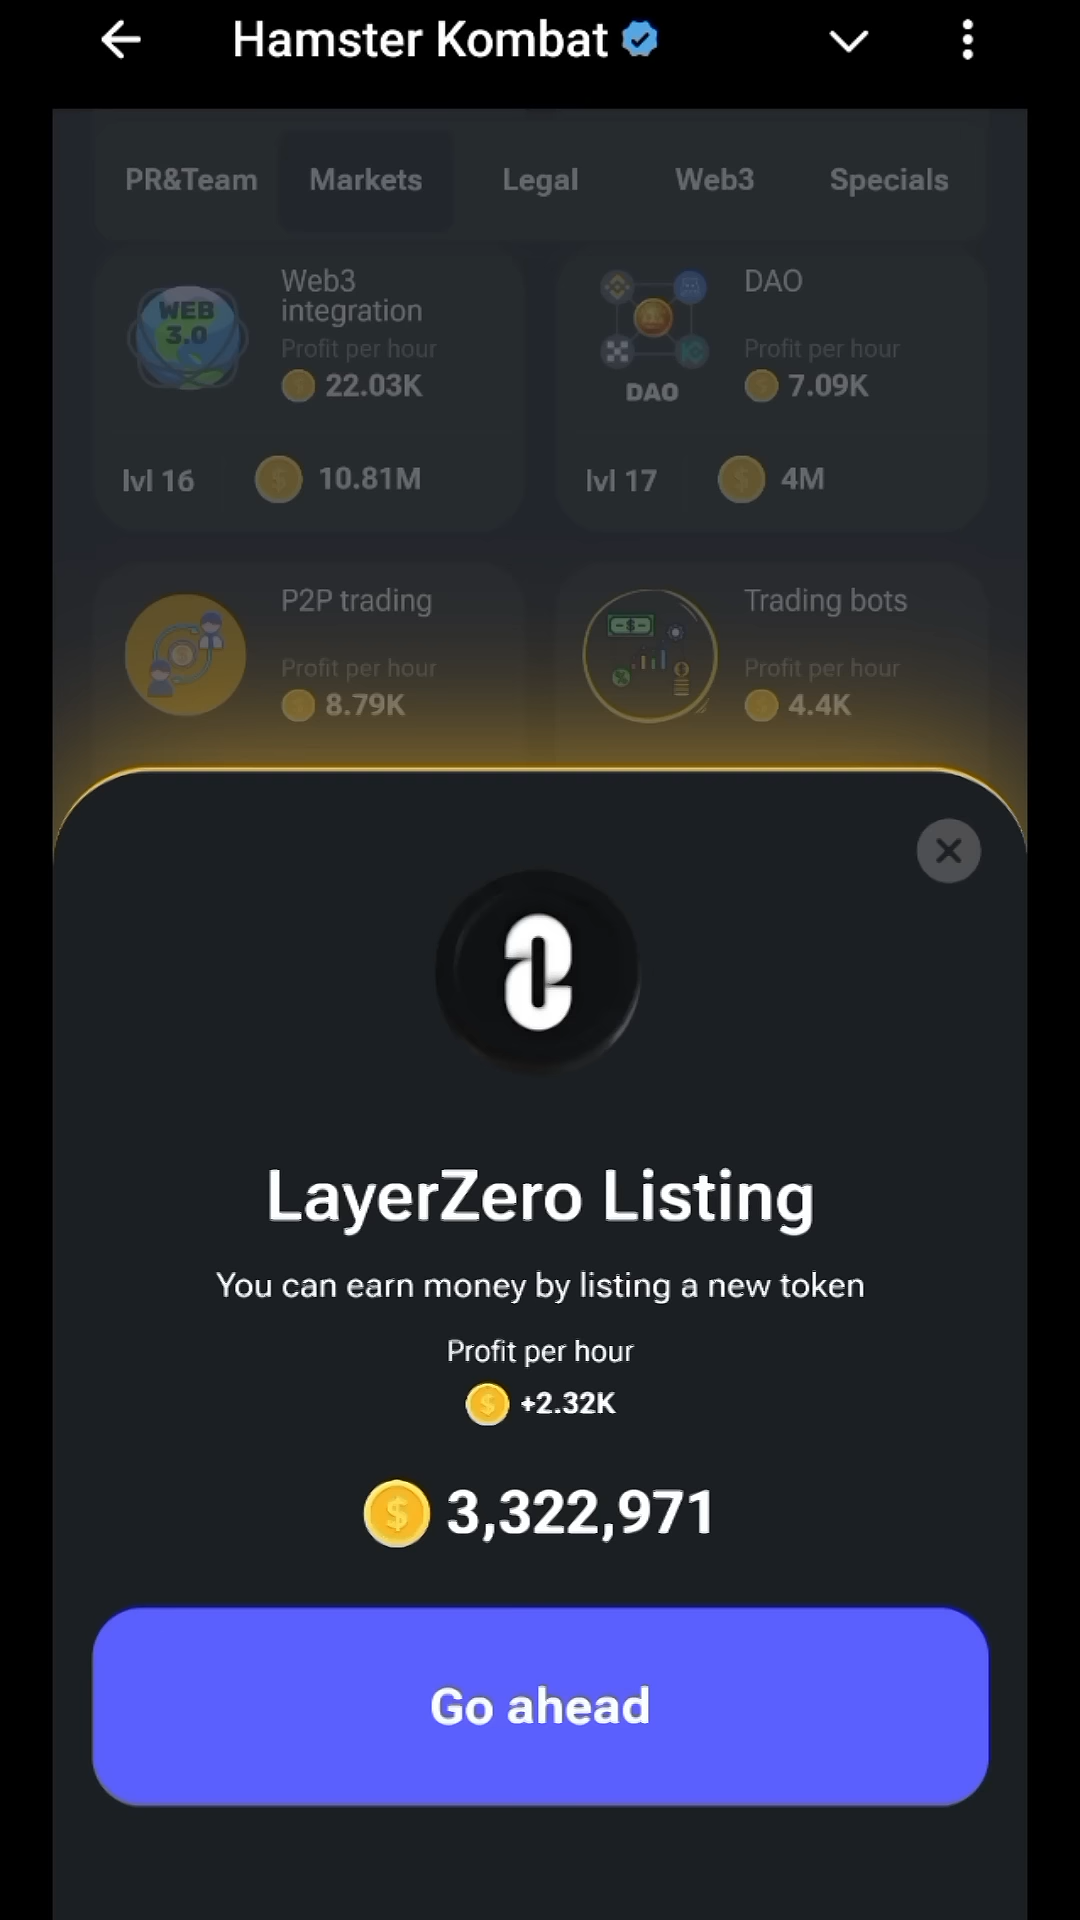 Hamster Kombat
PR&Team
Markets
Legal
Web3
Specials
WEB
3.0
Web3
integration
Profit per hour
22.03K
lvl 16
10.81M
DAO
DAO
Profit per hour
7.09K
lvl 17
4M
P2P trading
Profit per hour
8.79K
Trading bots
Profit per hour
4.4K
LayerZero Listing
You can earn money by listing a new token
Profit per hour
+2.32K
3,322,971
Go ahead